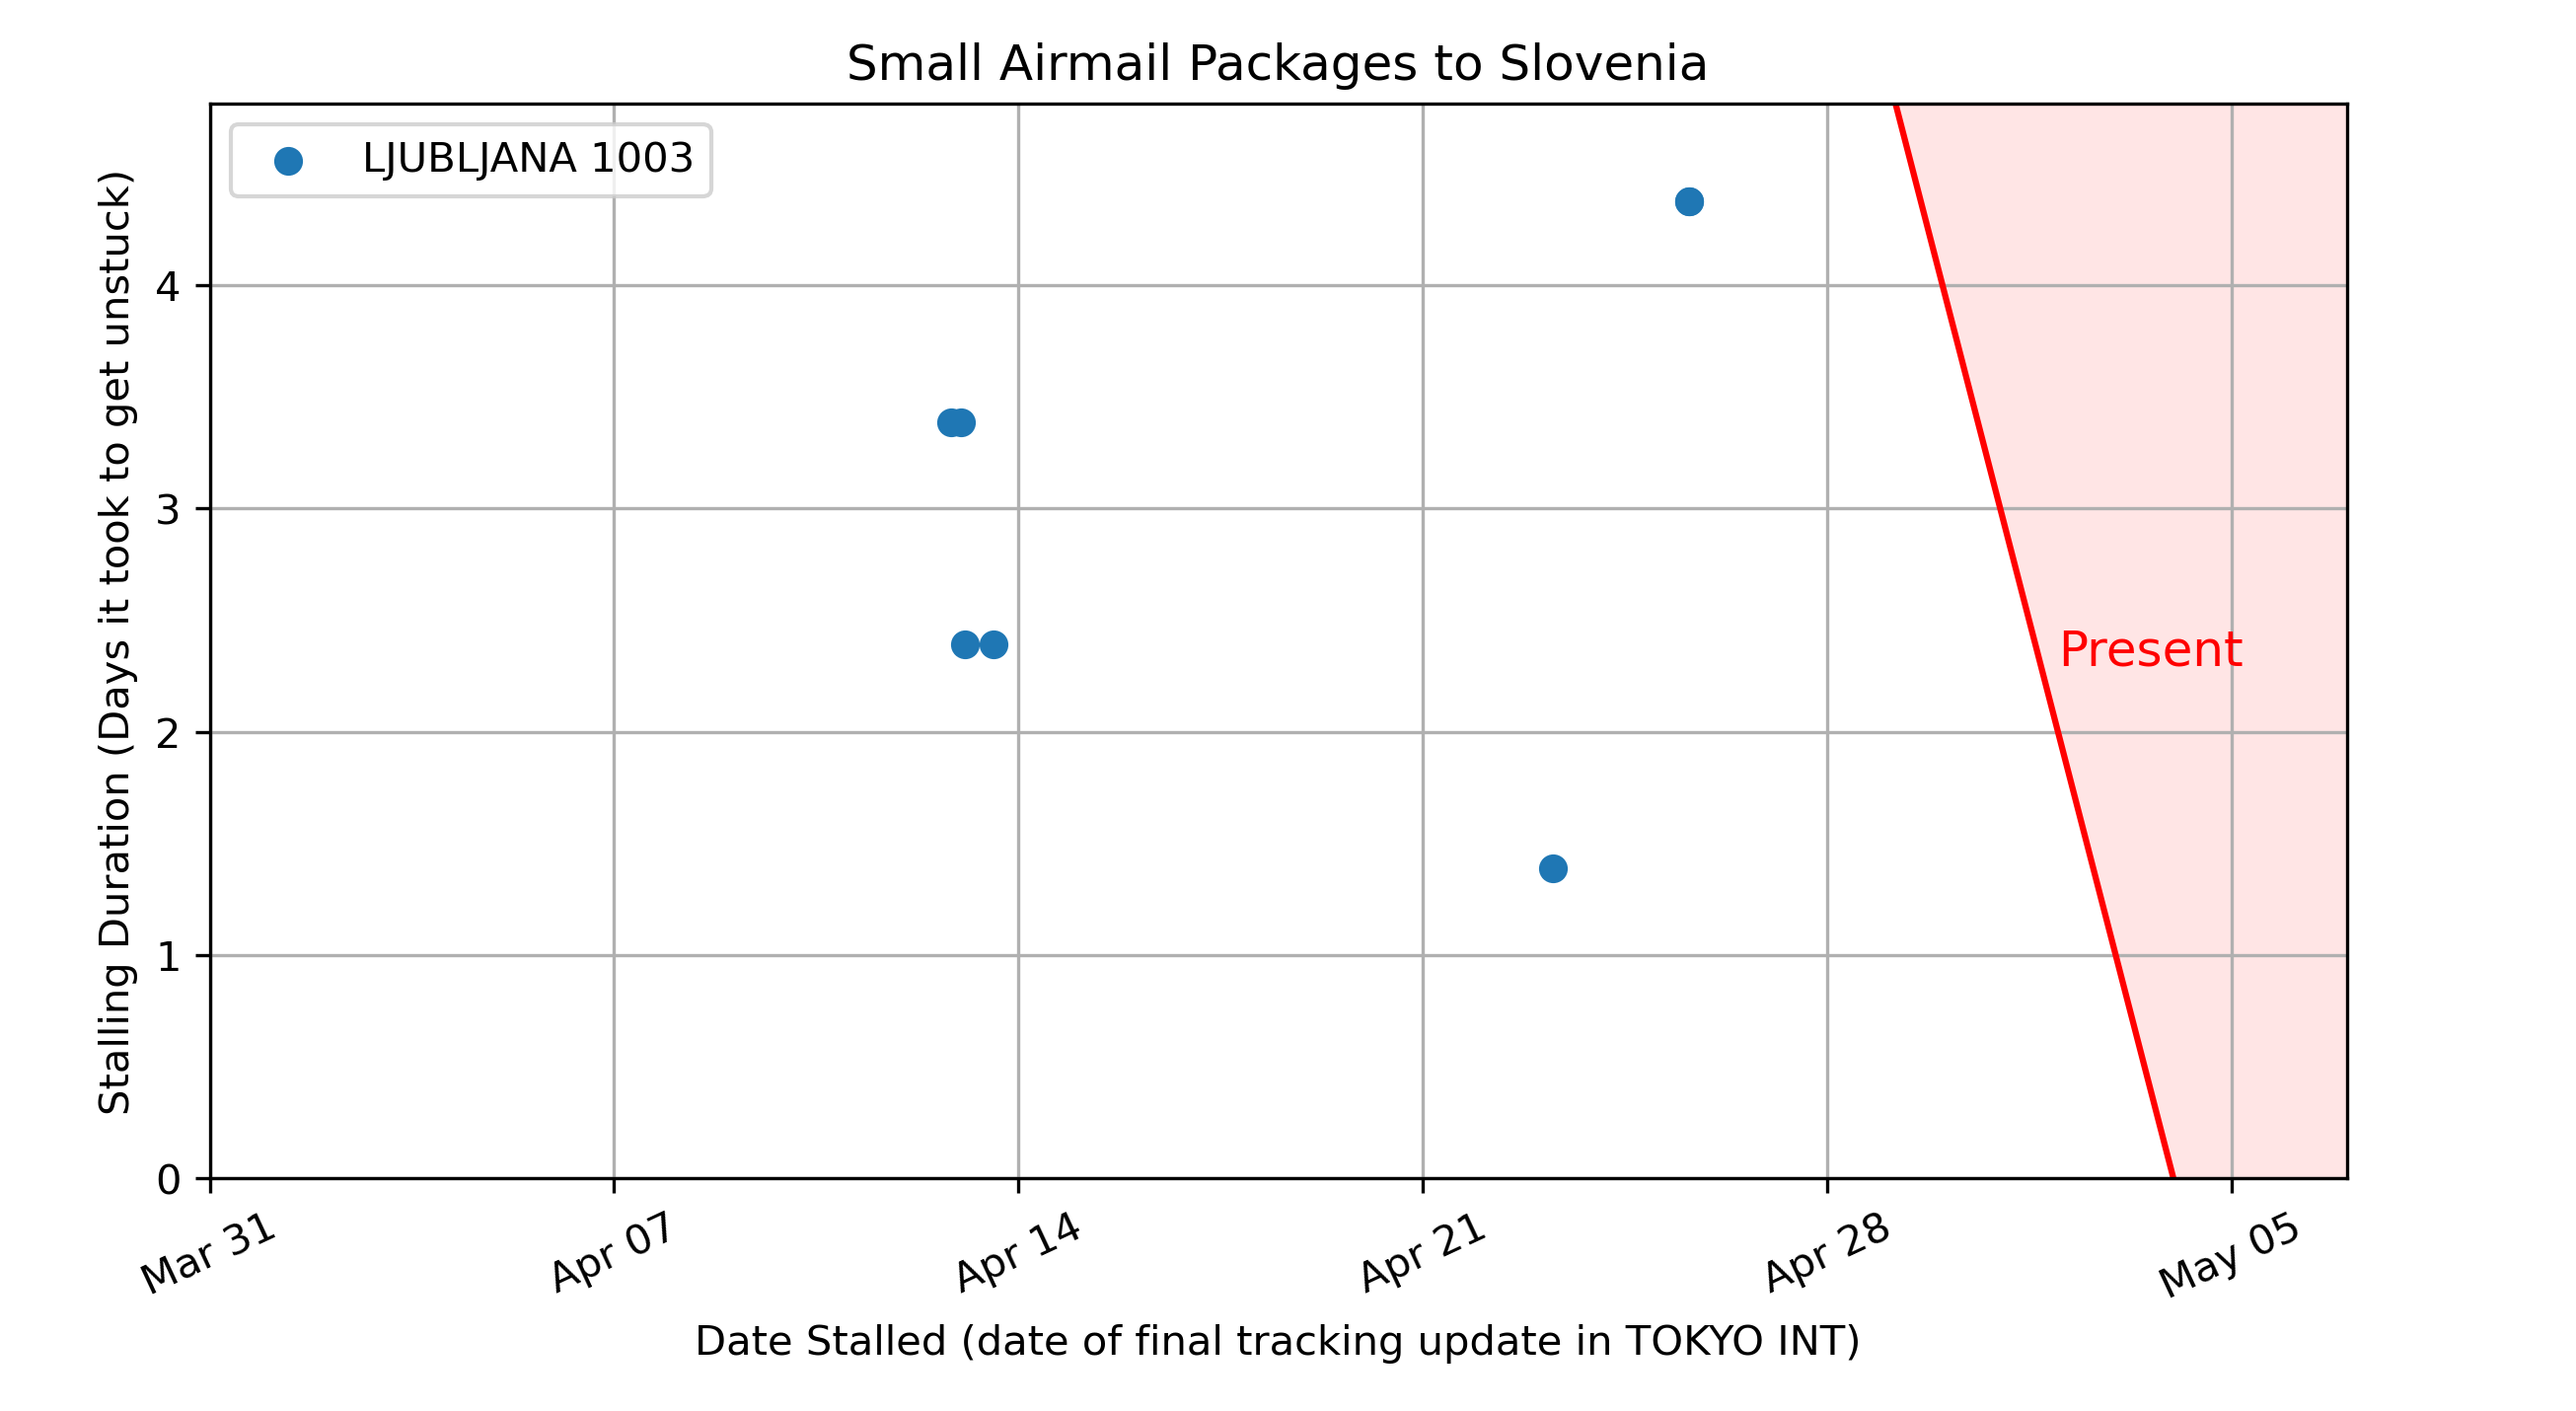 Small Airmail Packages to Slovenia
LJUBLJANA 1003
Stalling Duration (Days it took to get unstuck)
4
3
2
1
0
Present
Mar 31
Apr 07
Apr 14
Apr 21
Apr 28
May 05
Date Stalled (date of final tracking update in TOKYO INT)